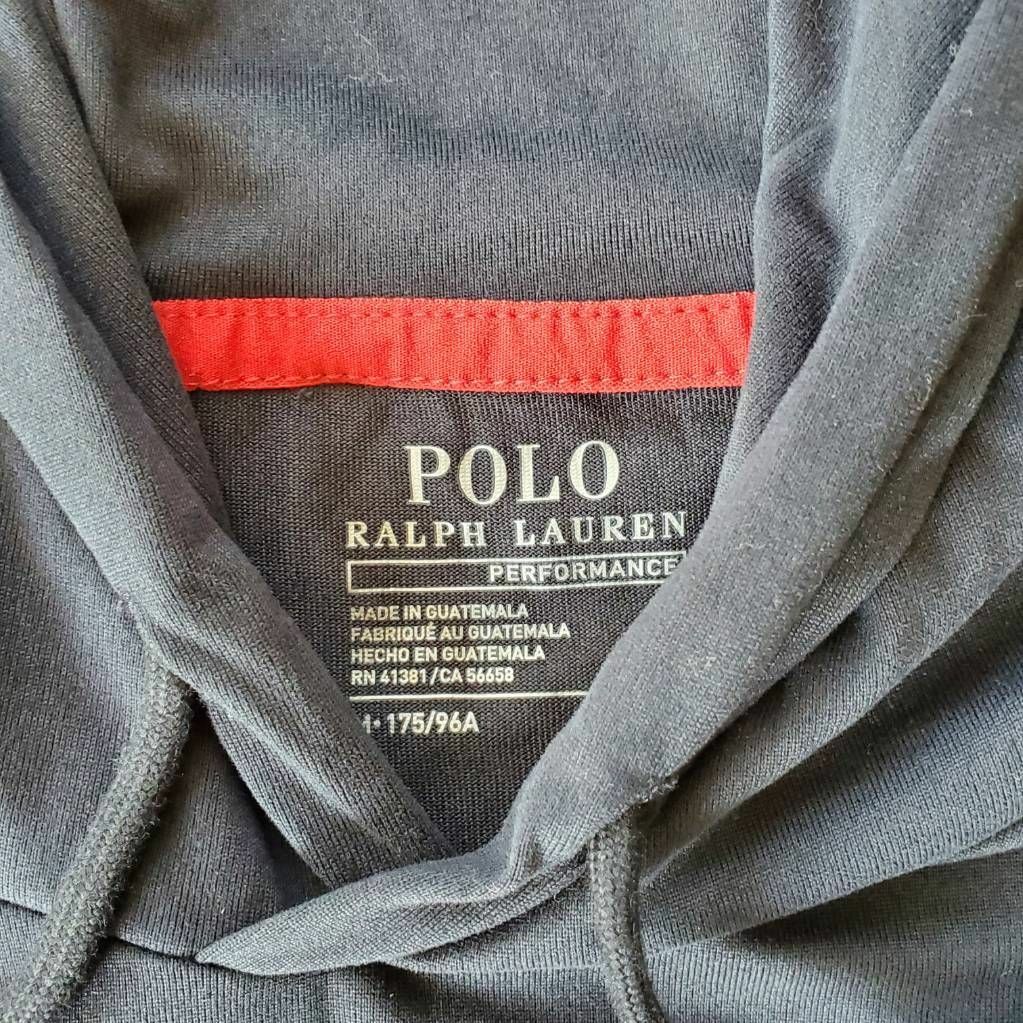 POLO
RALPH LAUREN
PERFORMANCE
MADE IN GUATEMALA
FABRIQUÉ AU GUATEMALA
HECHO EN GUATEMALA
RN 41381/CA 56658
M• 175/96A